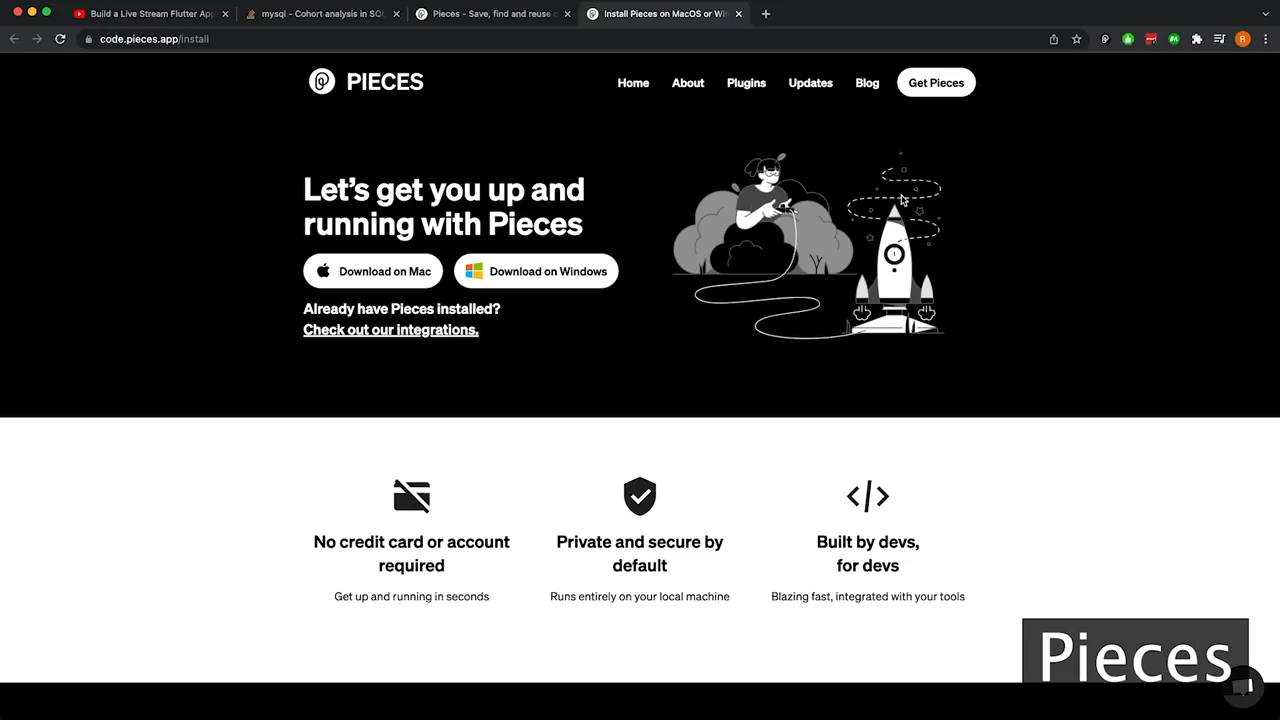 Build a Live Stream Flutter App
mysql - Cohort analysis in SQL
Pieces - Save, find and reuse c
Install Pieces on MacOS or Win
code.pieces.app/install
R
PIECES
Home
About
Plugins
Updates
Blog
Get Pieces
Let's get you up and
running with Pieces
Download on Mac
Download on Windows
Already have Pieces installed?
Check out our integrations.
No credit card or account
required
Get up and running in seconds
Private and secure by
default
Runs entirely on your local machine
Built by devs,
for devs
Blazing fast, integrated with your tools
Pieces